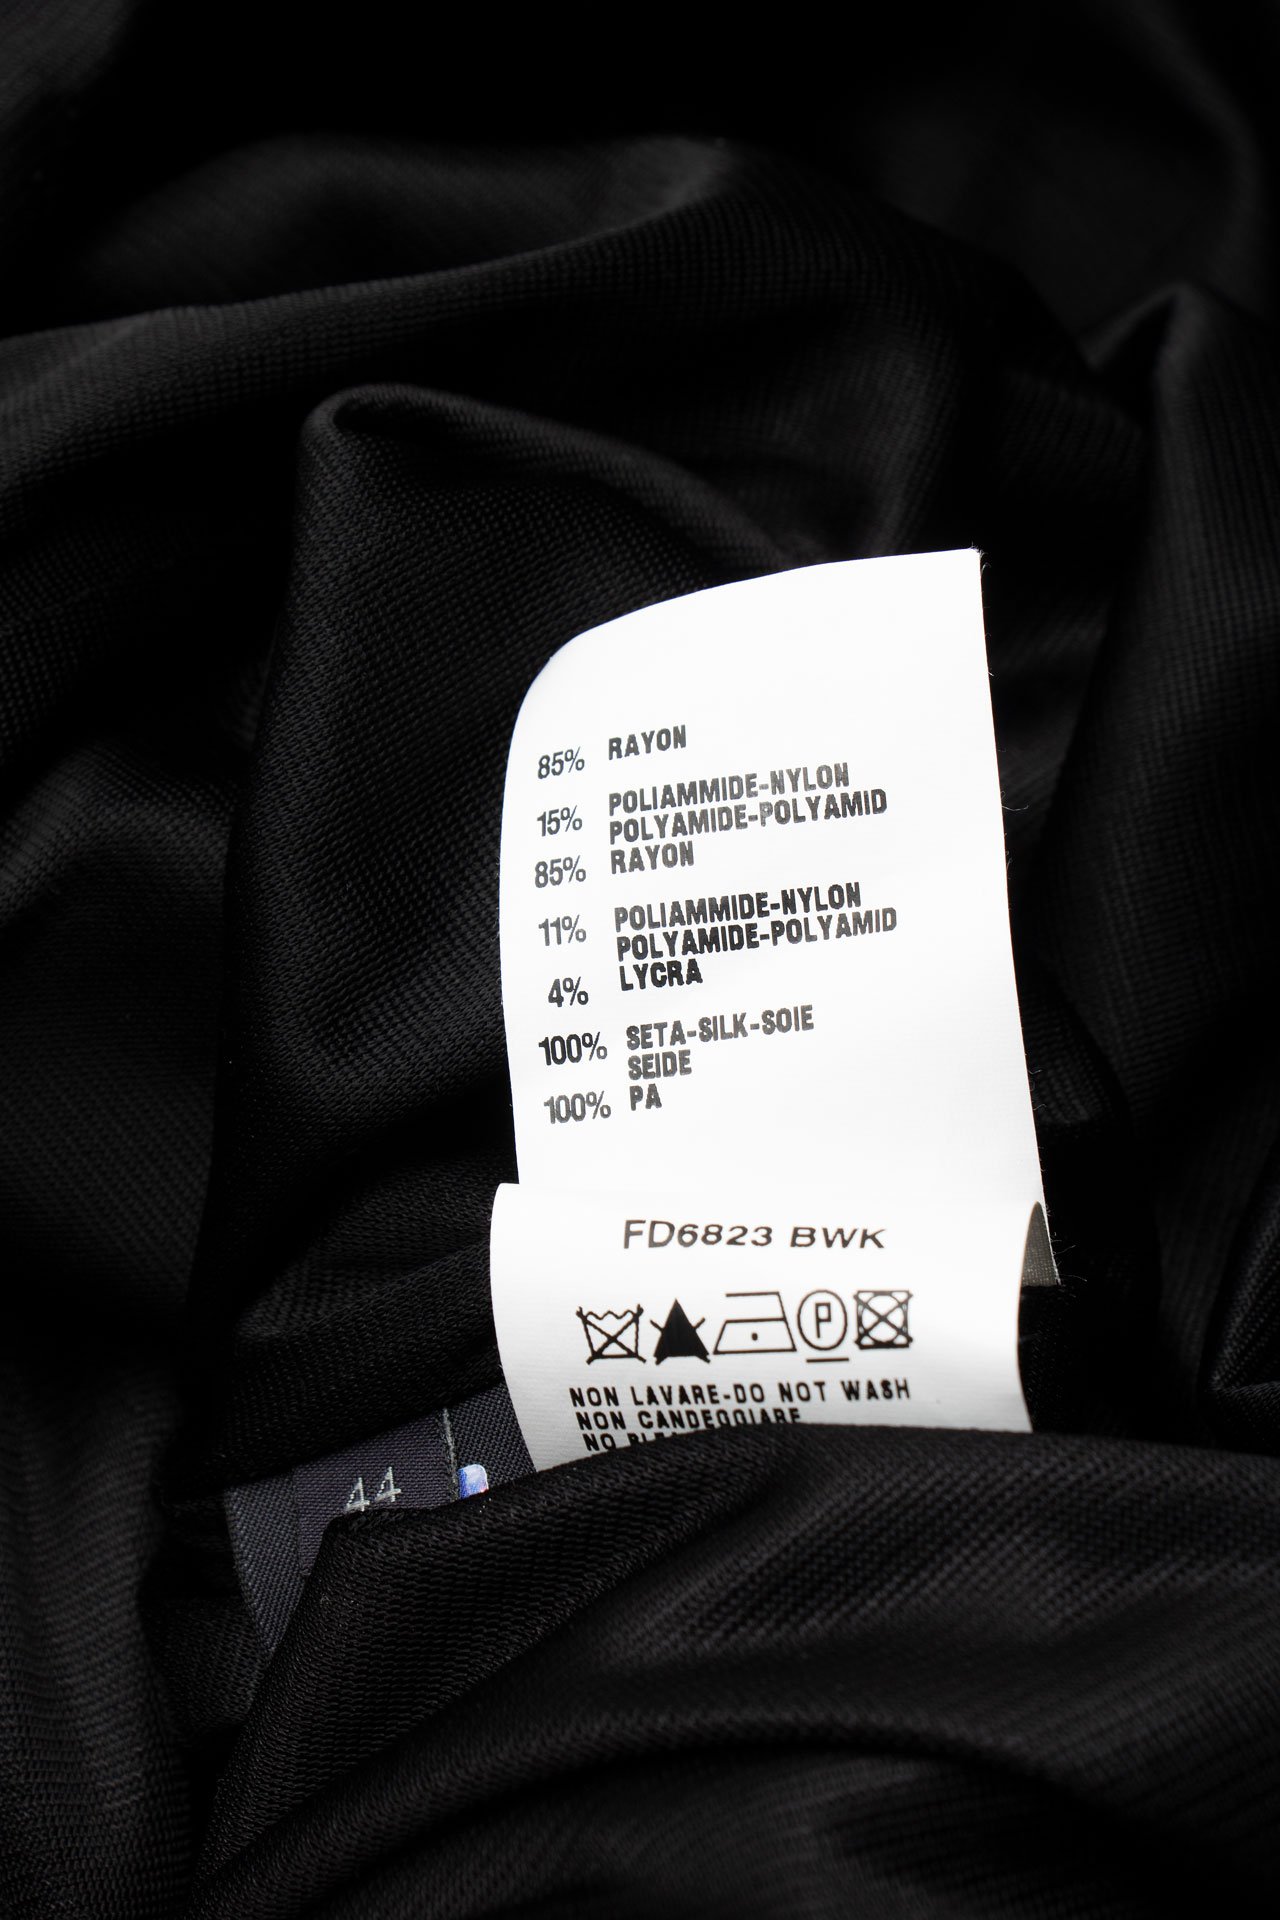 85% RAYON
15% POLIAMMIDE-NYLON
POLYAMIDE-POLYAMID
85% RAYON
11% POLIAMMIDE-NYLON
POLYAMIDE-POLYAMID
4% LYCRA
100% SETA-SILK-SOIE
SEIDE
100% PA
FD6823 BWK
P
NON LAVARE-DO NOT WASH
NON CANDEGGIARE
NO
44